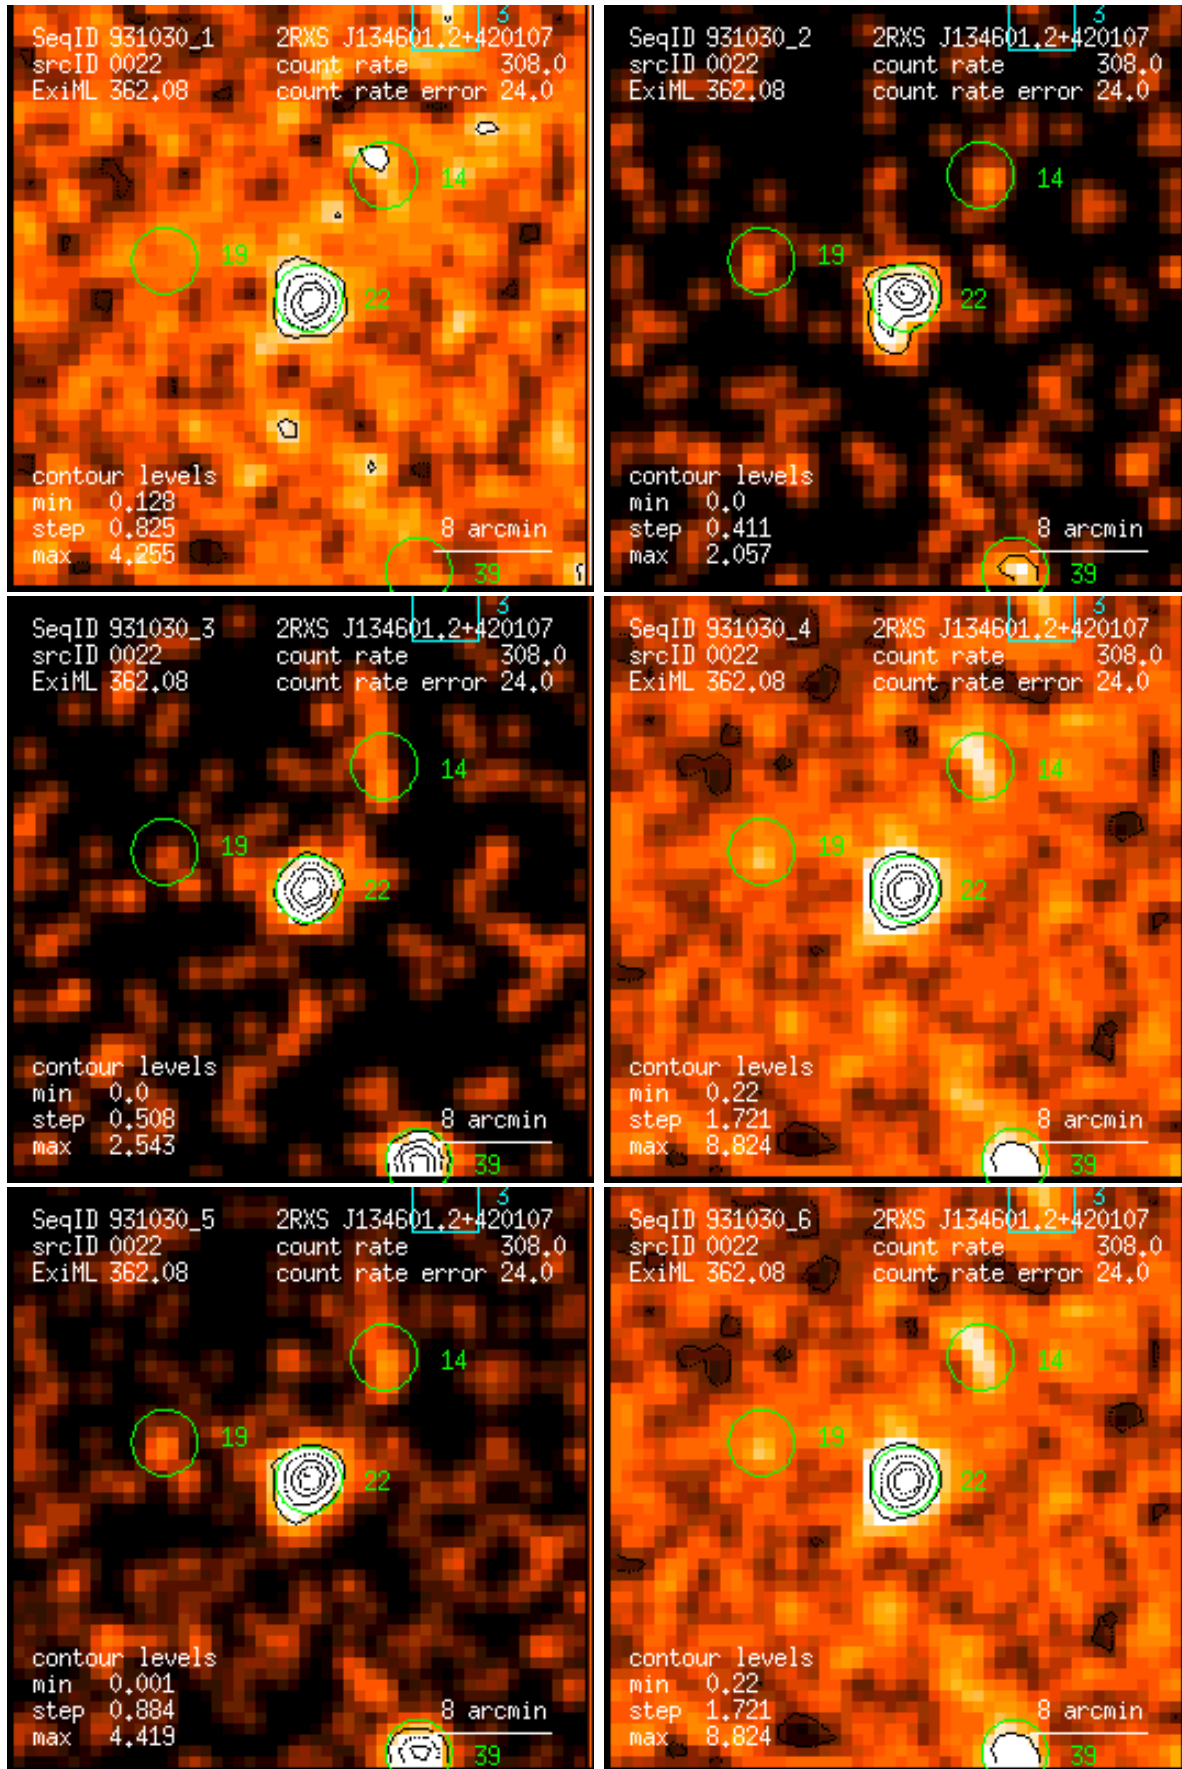 3
SeqID 931030_1 2RXS J134601.2+420107
srcID 0022 count rate 308.0
ExiML 362.08 count rate error 24.0
14
19
22
contour levels
min 0.128
step 0.825 8 arcmin
max 4.255
39
3
SeqID 931030_2 2RXS J134601.2+420107
srcID 0022 count rate 308.0
ExiML 362.08 count rate error 24.0
14
19
22
contour levels
min 0.0
step 0.411 8 arcmin
max 2.057
39
3
SeqID 931030_3 2RXS J134601.2+420107
srcID 0022 count rate 308.0
ExiML 362.08 count rate error 24.0
14
19
22
contour levels
min 0.0
step 0.508 8 arcmin
max 2.543
39
3
SeqID 931030_4 2RXS J134601.2+420107
srcID 0022 count rate 308.0
ExiML 362.08 count rate error 24.0
14
19
22
contour levels
min 0.22
step 1.721 8 arcmin
max 8.824
39
3
SeqID 931030_5 2RXS J134601.2+420107
srcID 0022 count rate 308.0
ExiML 362.08 count rate error 24.0
14
19
22
contour levels
min 0.001
step 0.884 8 arcmin
max 4.419
39
3
SeqID 931030_6 2RXS J134601.2+420107
srcID 0022 count rate 308.0
ExiML 362.08 count rate error 24.0
14
19
22
contour levels
min 0.22
step 1.721 8 arcmin
max 8.824
39